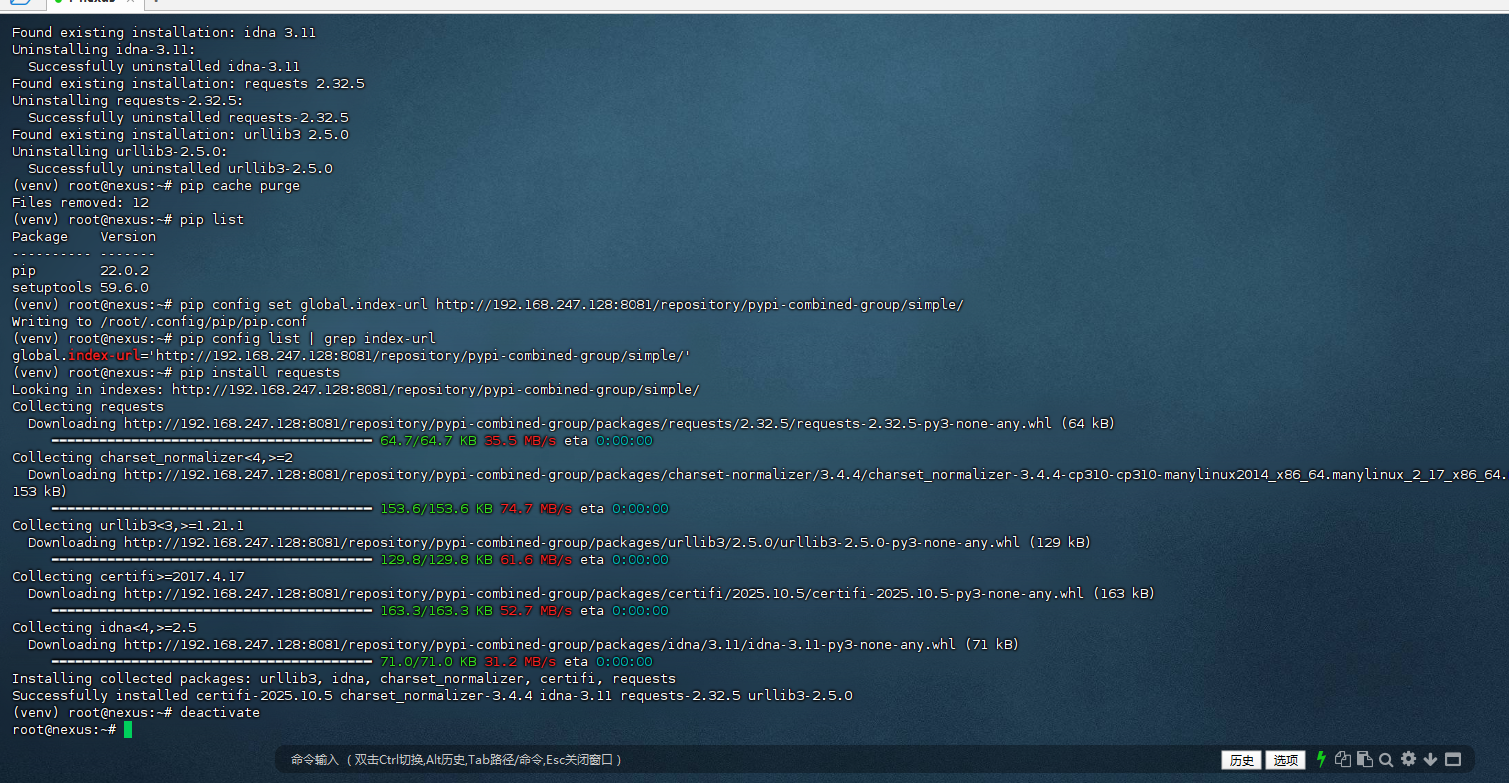 Found existing installation: idna 3.11
Uninstalling idna-3.11:
  Successfully uninstalled idna-3.11
Found existing installation: requests 2.32.5
Uninstalling requests-2.32.5:
  Successfully uninstalled requests-2.32.5
Found existing installation: urllib3 2.5.0
Uninstalling urllib3-2.5.0:
  Successfully uninstalled urllib3-2.5.0
(venv) root@nexus:~# pip cache purge
Files removed: 12
(venv) root@nexus:~# pip list
Package    Version
---------- -------
pip        22.0.2
setuptools 59.6.0
(venv) root@nexus:~# pip config set global.index-url http://192.168.247.128:8081/repository/pypi-combined-group/simple/
Writing to /root/.config/pip/pip.conf
(venv) root@nexus:~# pip config list | grep index-url
global.index-url='http://192.168.247.128:8081/repository/pypi-combined-group/simple/'
(venv) root@nexus:~# pip install requests
Looking in indexes: http://192.168.247.128:8081/repository/pypi-combined-group/simple/
Collecting requests
  Downloading http://192.168.247.128:8081/repository/pypi-combined-group/packages/requests/2.32.5/requests-2.32.5-py3-none-any.whl (64 kB)
     ━━━━━━━━━━━━━━━━━━━━━━━━━━━━━━━━━━━━━━━━ 64.7/64.7 KB 35.5 MB/s eta 0:00:00
Collecting charset_normalizer<4,>=2
  Downloading http://192.168.247.128:8081/repository/pypi-combined-group/packages/charset-normalizer/3.4.4/charset_normalizer-3.4.4-cp310-cp310-manylinux2014_x86_64.manylinux_2_17_x86_64.
153 kB)
     ━━━━━━━━━━━━━━━━━━━━━━━━━━━━━━━━━━━━━━━━ 153.6/153.6 KB 74.7 MB/s eta 0:00:00
Collecting urllib3<3,>=1.21.1
  Downloading http://192.168.247.128:8081/repository/pypi-combined-group/packages/urllib3/2.5.0/urllib3-2.5.0-py3-none-any.whl (129 kB)
     ━━━━━━━━━━━━━━━━━━━━━━━━━━━━━━━━━━━━━━━━ 129.8/129.8 KB 61.6 MB/s eta 0:00:00
Collecting certifi>=2017.4.17
  Downloading http://192.168.247.128:8081/repository/pypi-combined-group/packages/certifi/2025.10.5/certifi-2025.10.5-py3-none-any.whl (163 kB)
     ━━━━━━━━━━━━━━━━━━━━━━━━━━━━━━━━━━━━━━━━ 163.3/163.3 KB 52.7 MB/s eta 0:00:00
Collecting idna<4,>=2.5
  Downloading http://192.168.247.128:8081/repository/pypi-combined-group/packages/idna/3.11/idna-3.11-py3-none-any.whl (71 kB)
     ━━━━━━━━━━━━━━━━━━━━━━━━━━━━━━━━━━━━━━━━ 71.0/71.0 KB 31.2 MB/s eta 0:00:00
Installing collected packages: urllib3, idna, charset_normalizer, certifi, requests
Successfully installed certifi-2025.10.5 charset_normalizer-3.4.4 idna-3.11 requests-2.32.5 urllib3-2.5.0
(venv) root@nexus:~# deactivate
root@nexus:~#
命令输入 （双击Ctrl切换,Alt历史,Tab路径/命令,Esc关闭窗口） 历史 选项